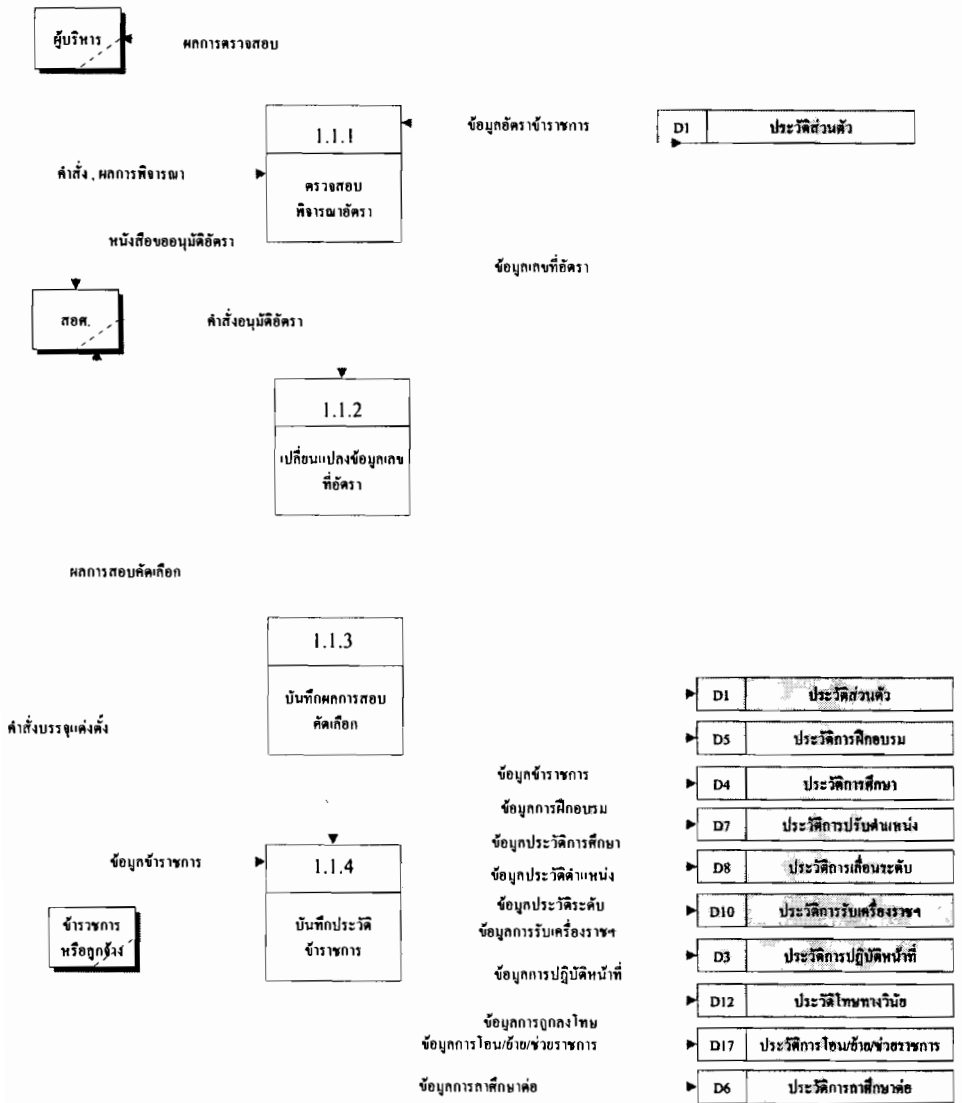 ผู้บริหาร
ผลการตรวจสอบ
1.1.1
ข้อมูลอัตราข้าราชการ
D1 ประวัติส่วนตัว
คำสั่ง , ผลการพิจารณา
ตรวจสอบ
พิจารณาอัตรา
หนังสือขออนุมัติอัตรา
ข้อมูลเลขที่อัตรา
สอศ.
คำสั่งอนุมัติอัตรา
1.1.2
เปลี่ยนแปลงข้อมูลเลข
ที่อัตรา
ผลการสอบคัดเลือก
1.1.3
บันทึกผลการสอบ
คัดเลือก
คำสั่งบรรจุแต่งตั้ง
D1 ประวัติส่วนตัว
D5 ประวัติการฝึกอบรม
ข้อมูลข้าราชการ
D4 ประวัติการศึกษา
ข้อมูลการฝึกอบรม
D7 ประวัติการปรับตำแหน่ง
ข้อมูลประวัติการศึกษา
ข้อมูลข้าราชการ
1.1.4
ข้อมูลประวัติตำแหน่ง
D8 ประวัติการเลื่อนระดับ
ข้อมูลประวัติระดับ
D10 ประวัติการรับเครื่องราชฯ
ข้าราชการ
หรือลูกจ้าง
บันทึกประวัติ
ข้าราชการ
ข้อมูลการรับเครื่องราชฯ
D3 ประวัติการปฏิบัติหน้าที่
ข้อมูลการปฏิบัติหน้าที่
D12 ประวัติโทษทางวินัย
ข้อมูลการถูกลงโทษ
ข้อมูลการโอน/ย้าย/ช่วยราชการ
D17 ประวัติการโอน/ย้าย/ช่วยราชการ
ข้อมูลการลาศึกษาต่อ
D6 ประวัติการลาศึกษาต่อ